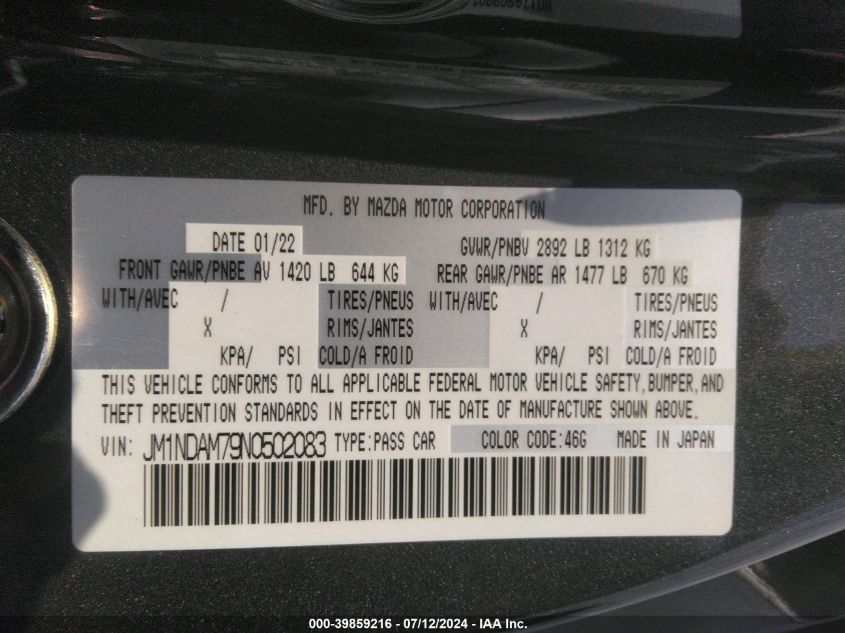 MFD. BY MAZDA MOTOR CORPORATION
DATE 01/22 GVWR/PNBV 2892 LB 1312 KG
FRONT GAWR/PNBE AV 1420 LB 644 KG REAR GAWR/PNBE AR 1477 LB 670 KG
WITH/AVEC / TIRES/PNEUS WITH/AVEC / TIRES/PNEUS
X RIMS/JANTES X RIMS/JANTES
KPA/ PSI COLD/A FROID KPA/ PSI COLD/A FROID
THIS VEHICLE CONFORMS TO ALL APPLICABLE FEDERAL MOTOR VEHICLE SAFETY,BUMPER,AND
THEFT PREVENTION STANDARDS IN EFFECT ON THE DATE OF MANUFACTURE SHOWN ABOVE.
VIN: JM1NDAM79N0502083 TYPE:PASS CAR COLOR CODE:46G MADE IN JAPAN
000-39859216 - 07/12/2024 - IAA Inc.